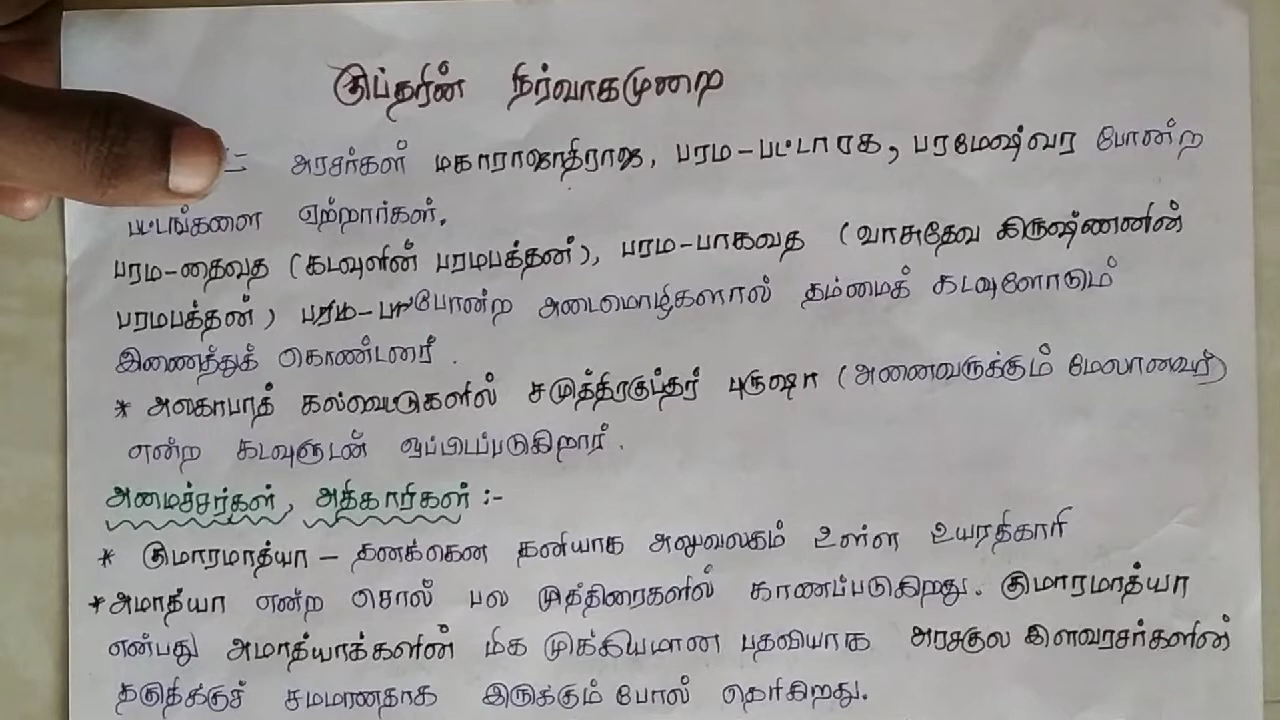 குப்தரின் நிர்வாகமுறை
அரசர்கள் மகாராஜாதிராஜ, பரம-பட்டாரக, பரமேஷ்வர போன்ற
பட்டங்களை ஏற்றார்கள்.
பரம-தைவத (கடவுளின் பரமபக்தன்), பரம-பாகவத (வாசுதேவ கிருஷ்ணனின்
பரமபக்தன்) போன்ற அடைமொழிகளால் தம்மைக் கடவுளோடும்
இணைத்துக் கொண்டனர்.
* அலகாபாத் கல்வெட்டுகளில் சமுத்திரகுப்தர் புருஷா (அனைவருக்கும் மேலானவர்)
என்ற கடவுளுடன் ஒப்பிடப்படுகிறார்.
அமைச்சர்கள், அதிகாரிகள் :-
* குமாரமாத்யா – தனக்கென தனியாக அலுவலகம் உள்ள உயரதிகாரி
* அமாத்யா என்ற சொல் பல முத்திரைகளில் காணப்படுகிறது. குமாரமாத்யா
என்பது அமாத்யாக்களின் மிக முக்கியமான பதவியாக அரசகுல இளவரசர்களின்
தகுதிக்குச் சமமானதாக இருக்கும் போல் தெரிகிறது.